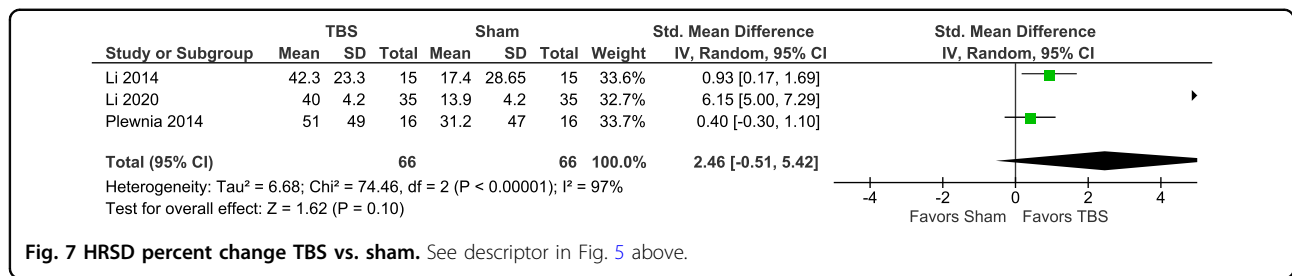 TBS Sham Std. Mean Difference Std. Mean Difference
Study or Subgroup Mean SD Total Mean SD Total Weight IV, Random, 95% CI IV, Random, 95% CI
Li 2014 42.3 23.3 15 17.4 28.65 15 33.6% 0.93 [0.17, 1.69]
Li 2020 40 4.2 35 13.9 4.2 35 32.7% 6.15 [5.00, 7.29]
Plewnia 2014 51 49 16 31.2 47 16 33.7% 0.40 [-0.30, 1.10]
Total (95% CI) 66 66 100.0% 2.46 [-0.51, 5.42]
Heterogeneity: Tau² = 6.68; Chi² = 74.46, df = 2 (P < 0.00001); I² = 97%
Test for overall effect: Z = 1.62 (P = 0.10)
-4 -2 0 2 4
Favors Sham Favors TBS
Fig. 7 HRSD percent change TBS vs. sham. See descriptor in Fig. 5 above.